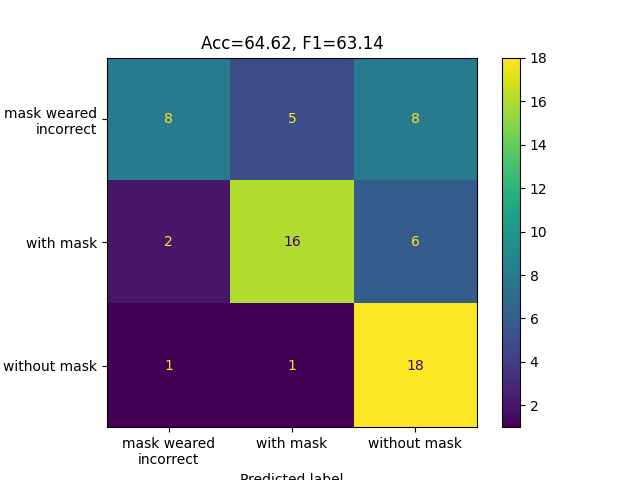 Acc=64.62, F1=63.14
mask weared
incorrect
8
5
8
with mask
2
16
6
without mask
1
1
18
mask weared
incorrect
with mask
without mask
Predicted label
18
16
14
12
10
8
6
4
2